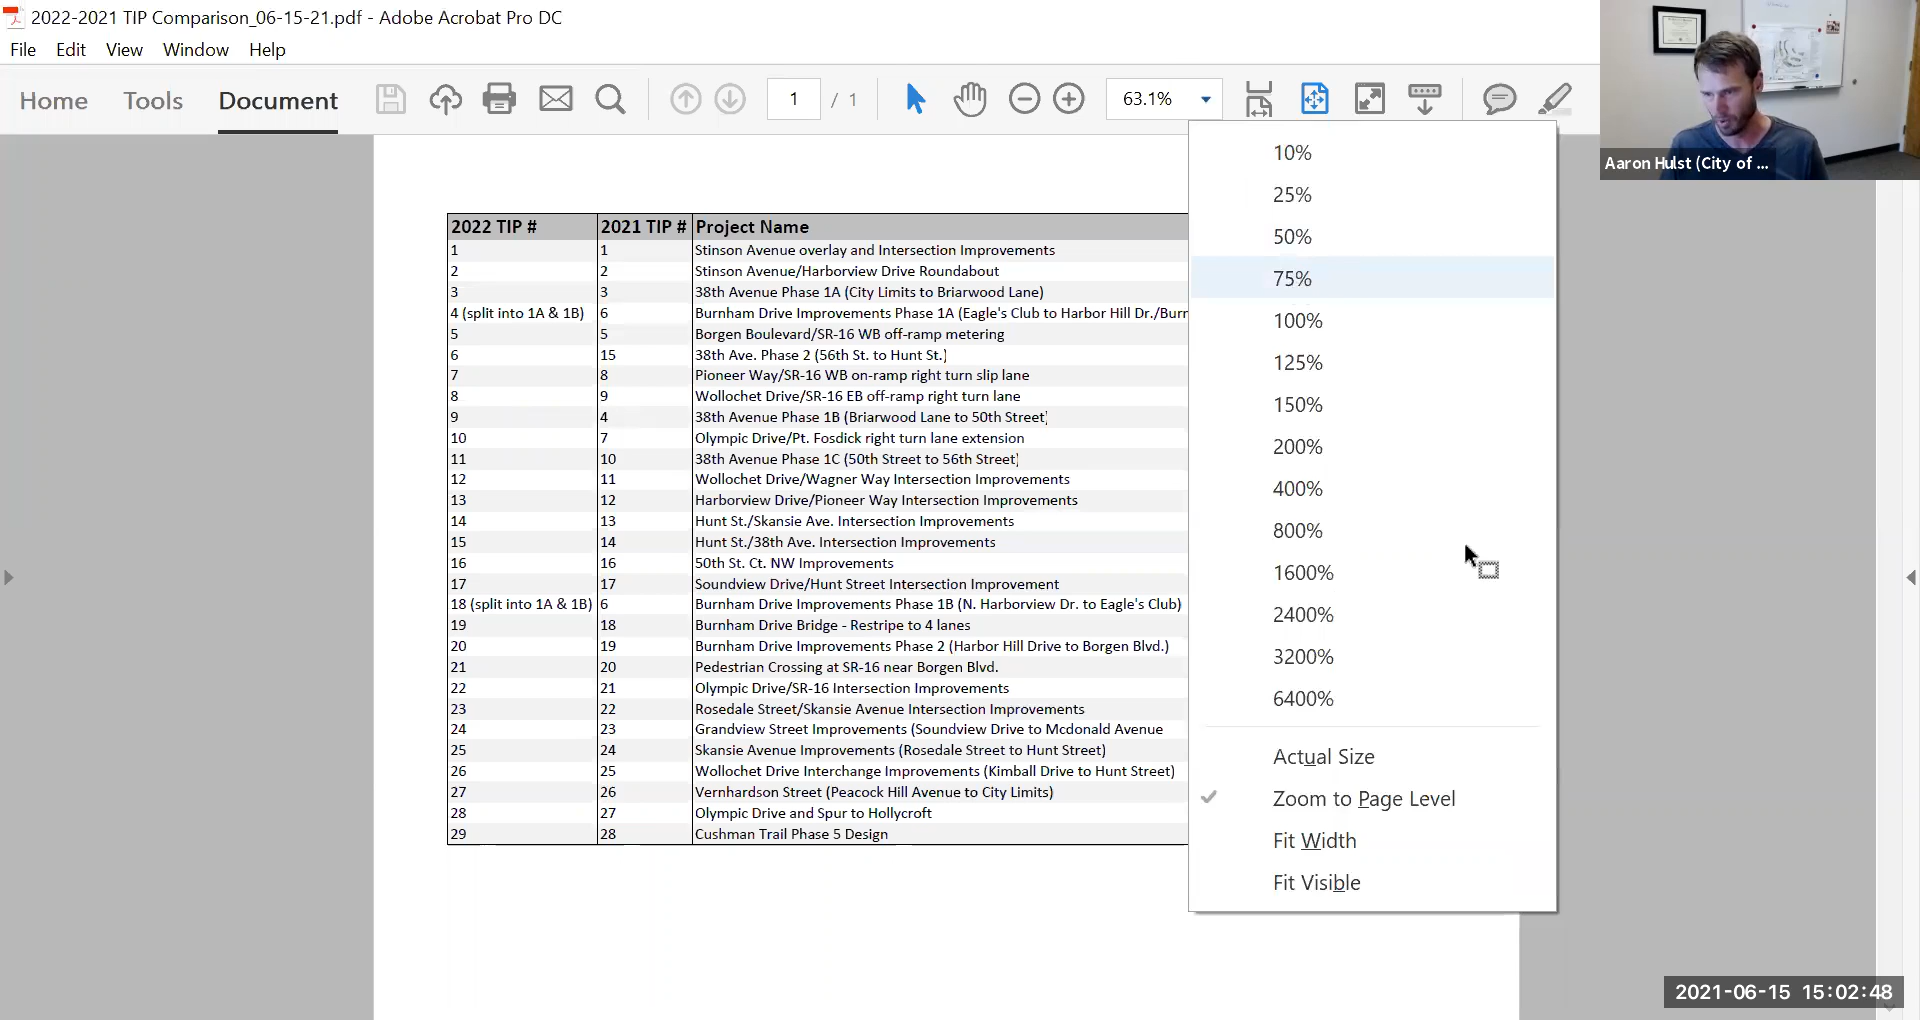 2022-2021 TIP Comparison_06-15-21.pdf - Adobe Acrobat Pro DC
File Edit View Window Help
Home Tools Document 1 / 1 63.1%
Aaron Hulst (City of ...
2022 TIP # 2021 TIP # Project Name
1 1 Stinson Avenue overlay and Intersection Improvements
2 2 Stinson Avenue/Harborview Drive Roundabout
3 3 38th Avenue Phase 1A (City Limits to Briarwood Lane)
4 (split into 1A & 1B) 6 Burnham Drive Improvements Phase 1A (Eagle's Club to Harbor Hill Dr./Burn
5 5 Borgen Boulevard/SR-16 WB off-ramp metering
6 15 38th Ave. Phase 2 (56th St. to Hunt St.)
7 8 Pioneer Way/SR-16 WB on-ramp right turn slip lane
8 9 Wollochet Drive/SR-16 EB off-ramp right turn lane
9 4 38th Avenue Phase 1B (Briarwood Lane to 50th Street)
10 7 Olympic Drive/Pt. Fosdick right turn lane extension
11 10 38th Avenue Phase 1C (50th Street to 56th Street)
12 11 Wollochet Drive/Wagner Way Intersection Improvements
13 12 Harborview Drive/Pioneer Way Intersection Improvements
14 13 Hunt St./Skansie Ave. Intersection Improvements
15 14 Hunt St./38th Ave. Intersection Improvements
16 16 50th St. Ct. NW Improvements
17 17 Soundview Drive/Hunt Street Intersection Improvement
18 (split into 1A & 1B) 6 Burnham Drive Improvements Phase 1B (N. Harborview Dr. to Eagle's Club)
19 18 Burnham Drive Bridge - Restripe to 4 lanes
20 19 Burnham Drive Improvements Phase 2 (Harbor Hill Drive to Borgen Blvd.)
21 20 Pedestrian Crossing at SR-16 near Borgen Blvd.
22 21 Olympic Drive/SR-16 Intersection Improvements
23 22 Rosedale Street/Skansie Avenue Intersection Improvements
24 23 Grandview Street Improvements (Soundview Drive to Mcdonald Avenue
25 24 Skansie Avenue Improvements (Rosedale Street to Hunt Street)
26 25 Wollochet Drive Interchange Improvements (Kimball Drive to Hunt Street)
27 26 Vernhardson Street (Peacock Hill Avenue to City Limits)
28 27 Olympic Drive and Spur to Hollycroft
29 28 Cushman Trail Phase 5 Design
10%
25%
50%
75%
100%
125%
150%
200%
400%
800%
1600%
2400%
3200%
6400%
Actual Size
Zoom to Page Level
Fit Width
Fit Visible
2021-06-15 15:02:48